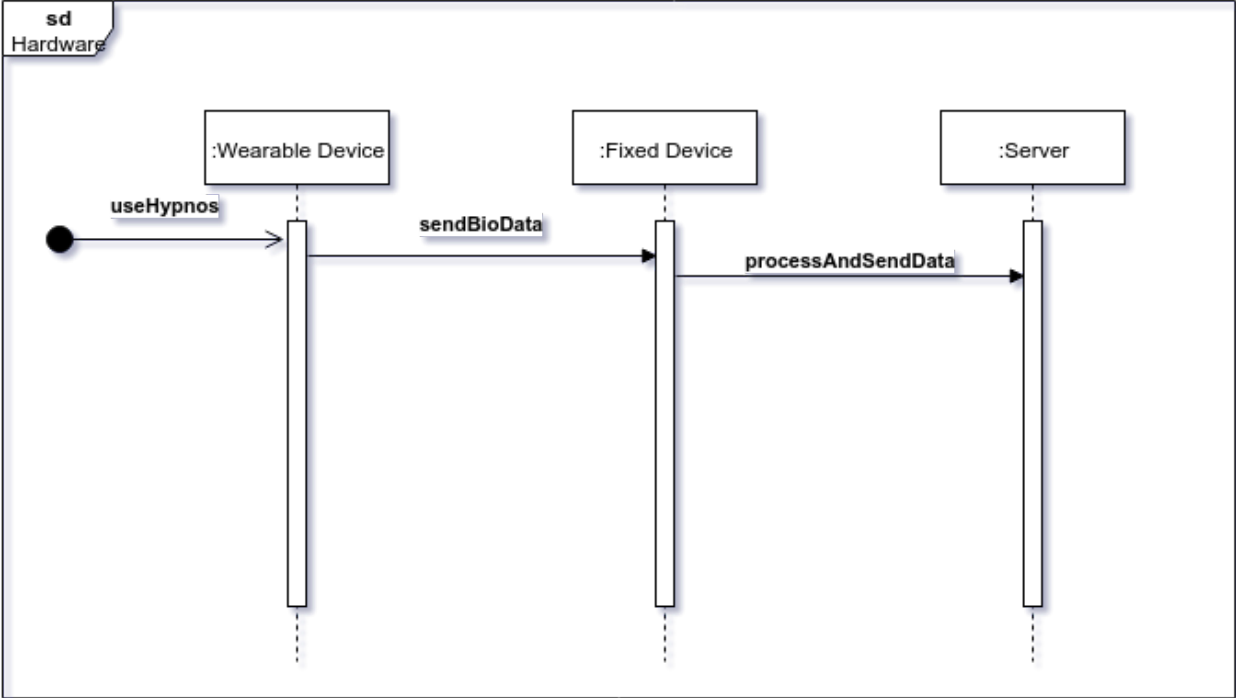 sd
Hardware
:Wearable Device
:Fixed Device
:Server
useHypnos
sendBioData
processAndSendData